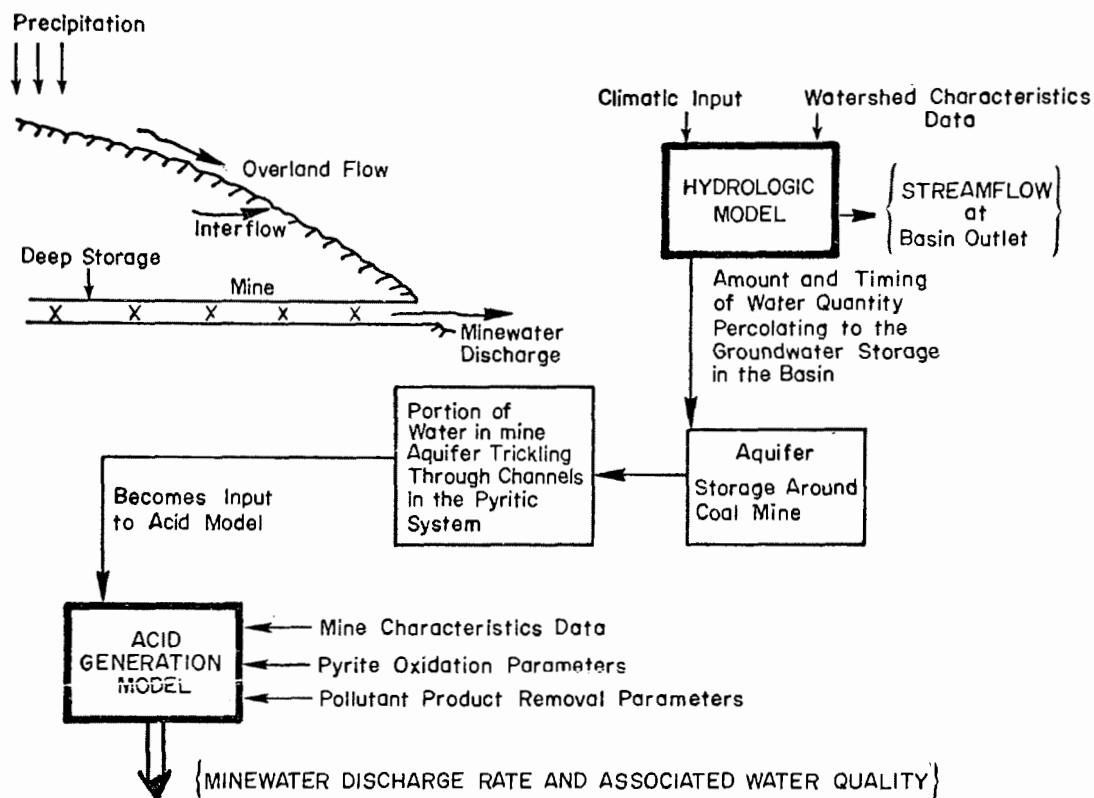 Precipitation
Overland Flow
Interflow
Deep Storage
Mine
X X X X X
Minewater
Discharge
Climatic Input
Watershed Characteristics
Data
HYDROLOGIC
MODEL
STREAMFLOW
at
Basin Outlet
Amount and Timing
of Water Quantity
Percolating to the
Groundwater Storage
in the Basin
Aquifer
Storage Around
Coal Mine
Portion of
Water in mine
Aquifer Trickling
Through Channels
in the Pyritic
System
Becomes Input
to Acid Model
ACID
GENERATION
MODEL
Mine Characteristics Data
Pyrite Oxidation Parameters
Pollutant Product Removal Parameters
{MINEWATER DISCHARGE RATE AND ASSOCIATED WATER QUALITY}